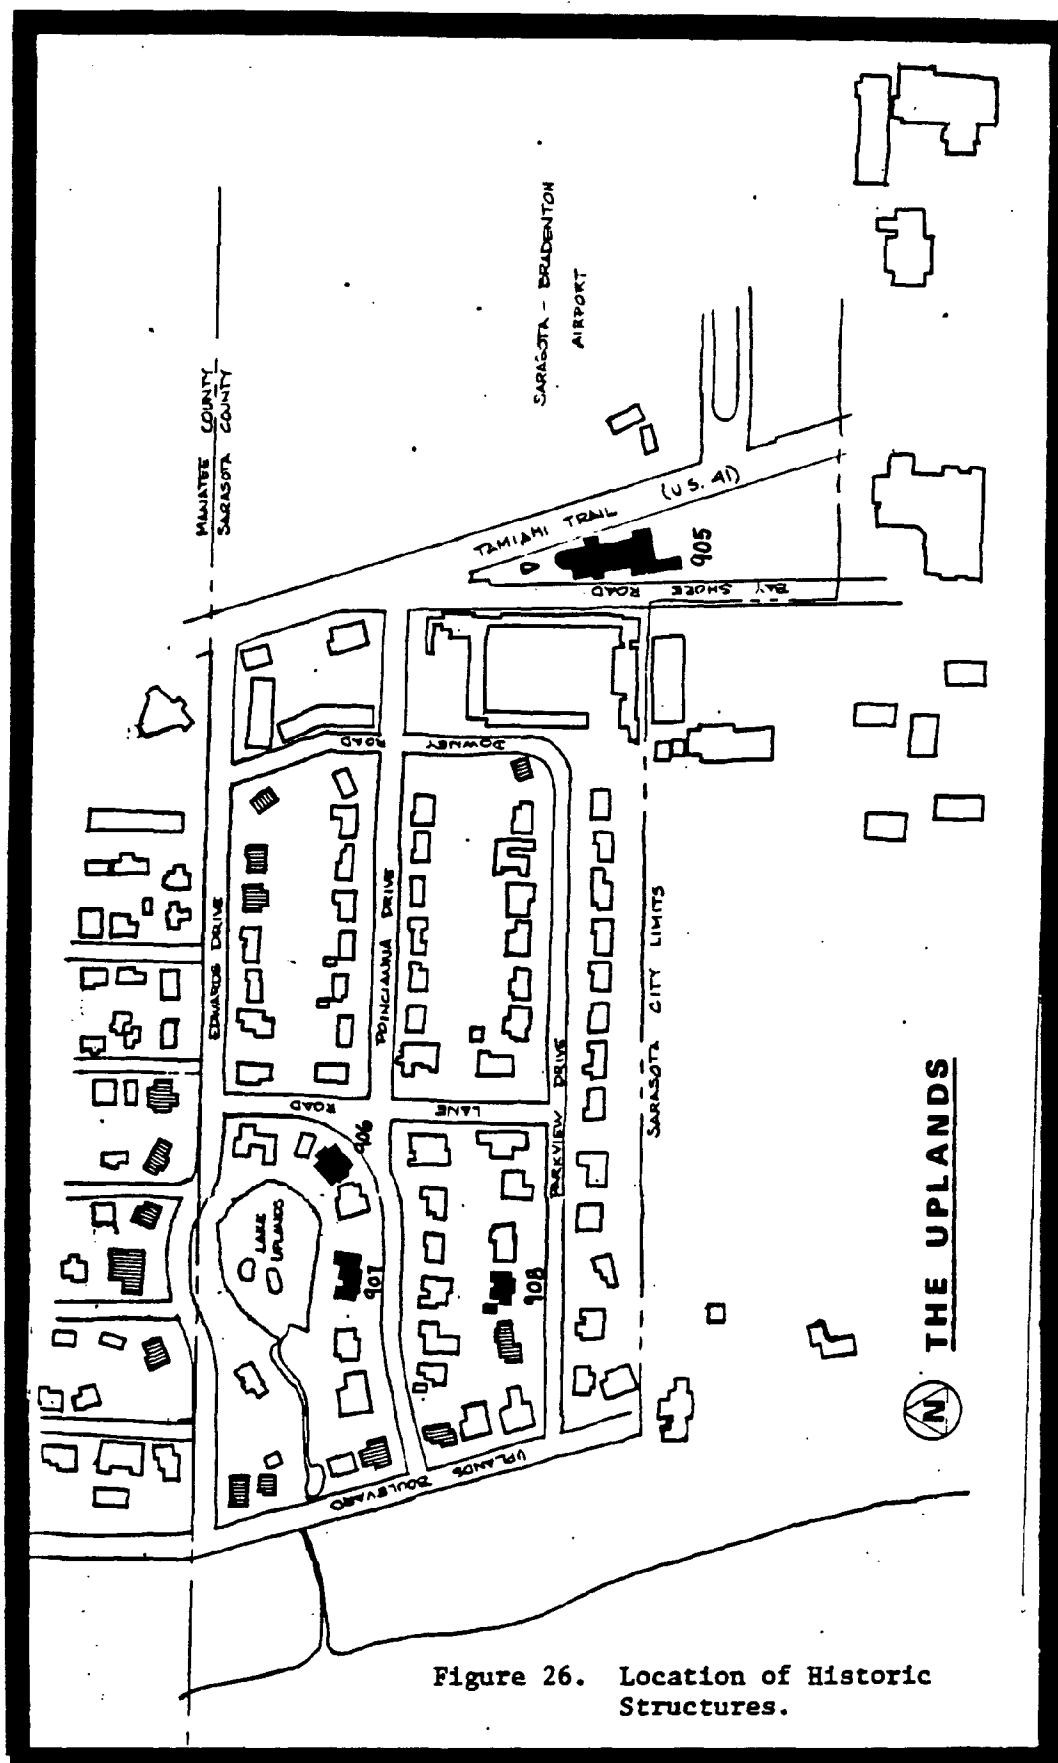 MANATEE COUNTY
SARASOTA COUNTY
SARASOTA - BRADENTON
AIRPORT
TAMIAMI TRAIL
(U.S. 41)
905
BAY SHORE ROAD
DOWNEY ROAD
EDWARDS DRIVE
POINCIANNA DRIVE
PARKVIEW DRIVE
LANE ROAD
SARASOTA CITY LIMITS
906
LAKE
UPLANDS
907
908
UPLANDS BOULEVARD
N
THE UPLANDS
Figure 26. Location of Historic
Structures.